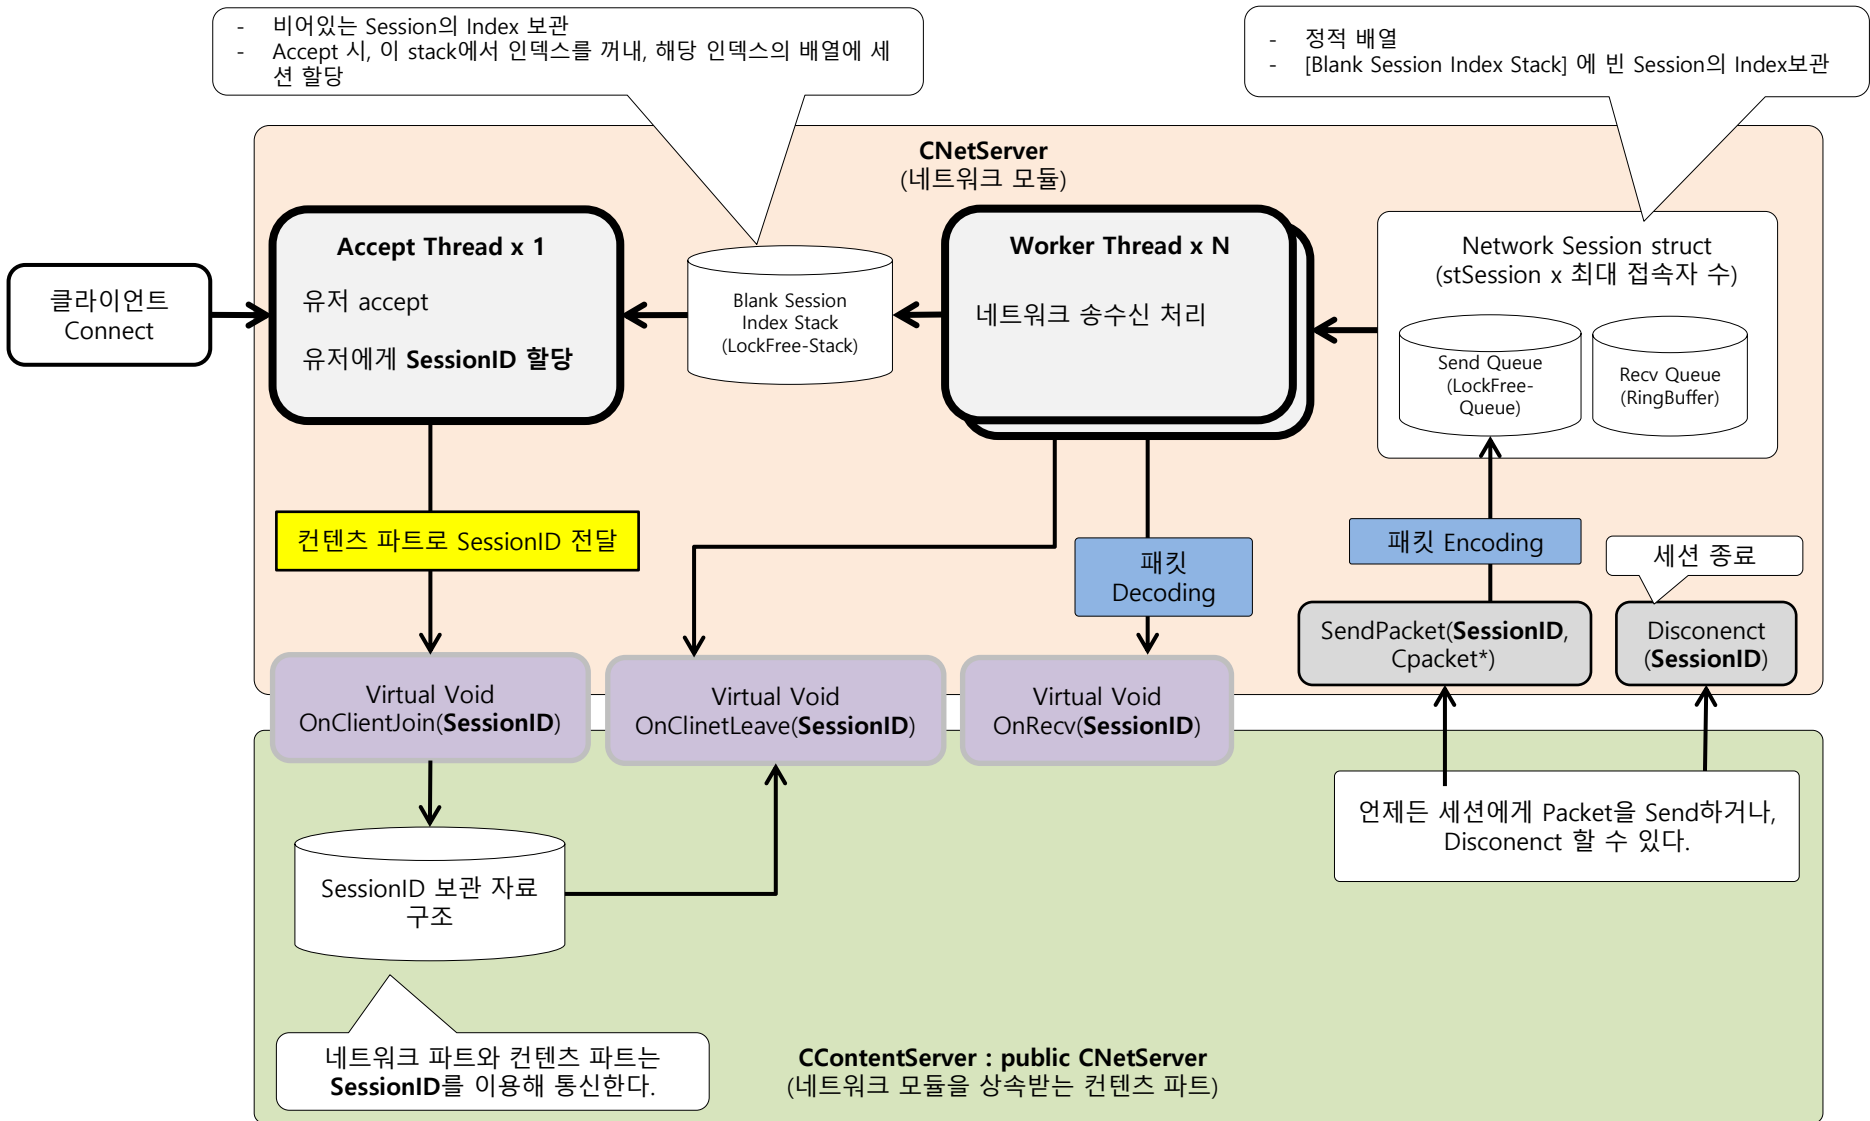 - 비어있는 Session의 Index 보관
- Accept 시, 이 stack에서 인덱스를 꺼내, 해당 인덱스의 배열에 세
션 할당
- 정적 배열
- [Blank Session Index Stack] 에 빈 Session의 Index보관
CNetServer
(네트워크 모듈)
클라이언트
Connect
Accept Thread x 1
유저 accept
유저에게 SessionID 할당
Blank Session
Index Stack
(LockFree-Stack)
Worker Thread x N
네트워크 송수신 처리
Network Session struct
(stSession x 최대 접속자 수)
Send Queue
(LockFree-
Queue)
Recv Queue
(RingBuffer)
컨텐츠 파트로 SessionID 전달
패킷
Decoding
패킷 Encoding
세션 종료
SendPacket(SessionID,
Cpacket*)
Disconenct
(SessionID)
Virtual Void
OnClientJoin(SessionID)
Virtual Void
OnClinetLeave(SessionID)
Virtual Void
OnRecv(SessionID)
언제든 세션에게 Packet을 Send하거나,
Disconenct 할 수 있다.
SessionID 보관 자료
구조
네트워크 파트와 컨텐츠 파트는
SessionID를 이용해 통신한다.
CContentServer : public CNetServer
(네트워크 모듈을 상속받는 컨텐츠 파트)